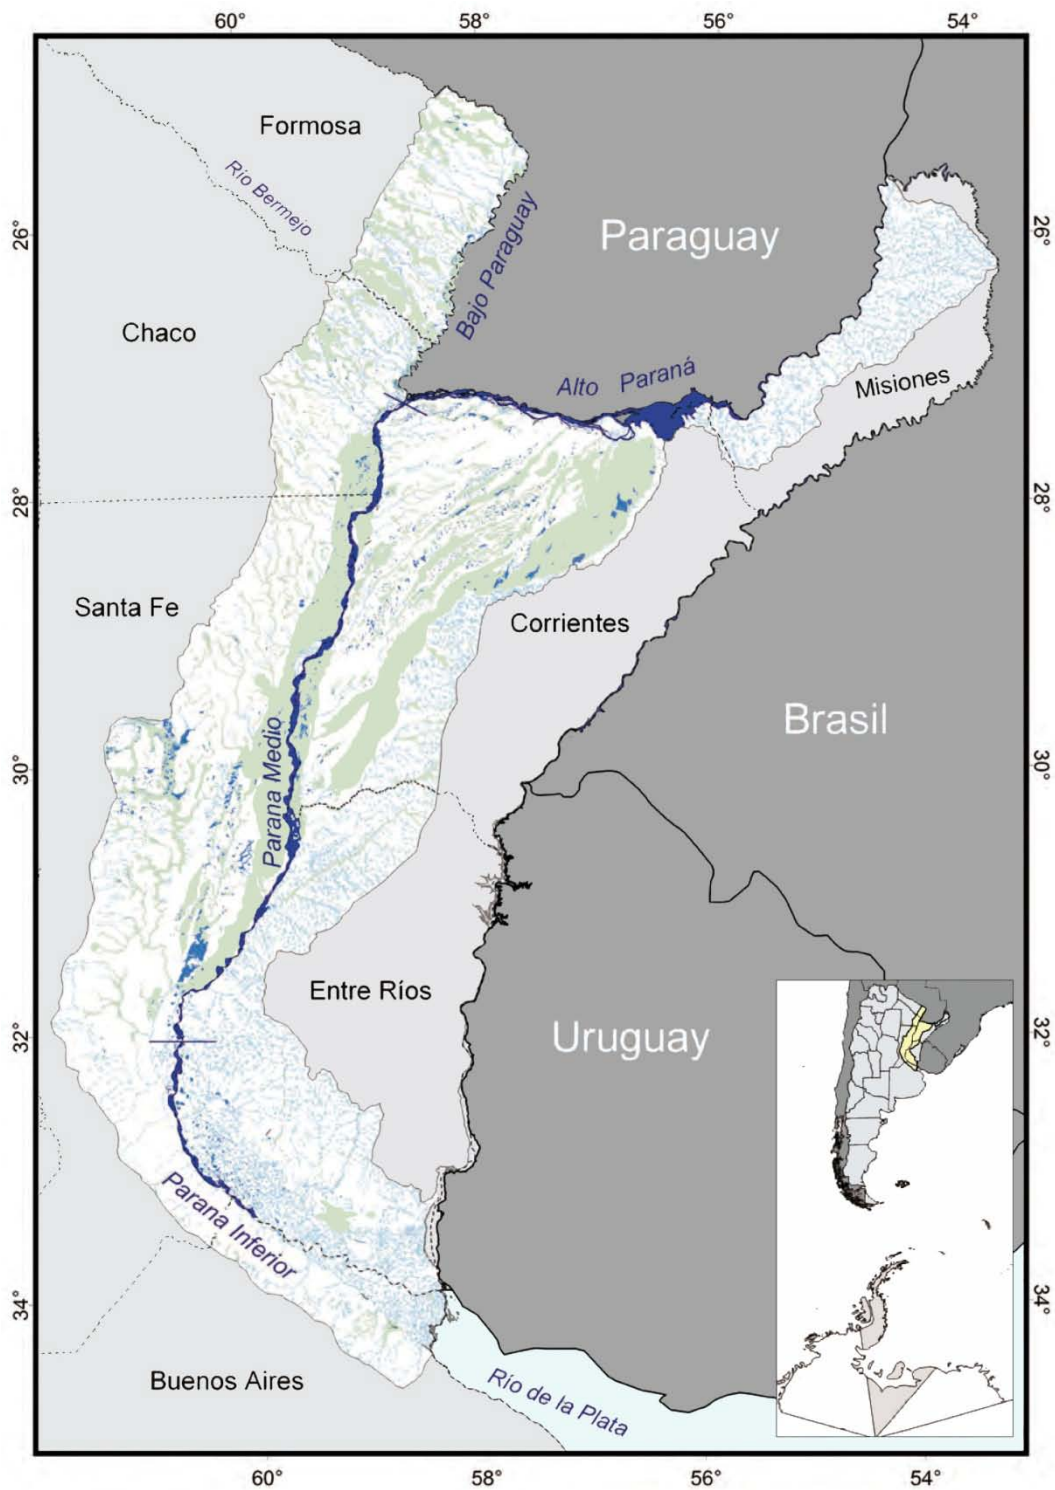 60°
58°
56°
54°
Formosa
Río Bermejo
26°
26°
Paraguay
Bajo Paraguay
Chaco
Alto Paraná
Misiones
28°
28°
Santa Fe
Corrientes
Brasil
Parana Medio
30°
30°
Entre Ríos
32°
32°
Uruguay
Parana Inferior
34°
34°
Buenos Aires
Río de la Plata
60°
58°
56°
54°